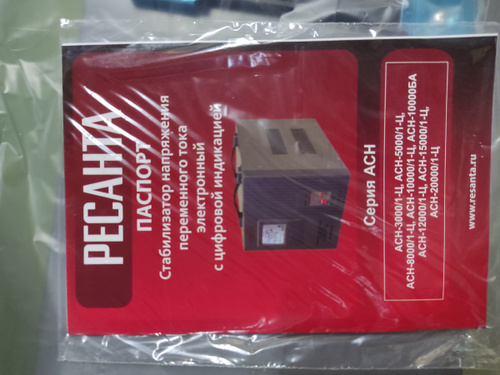 РЕСАНТА
ПАСПОРТ
Стабилизатор напряжения
переменного тока
электронный
с цифровой индикацией
Серия АСН
АСН-3000/1-Ц, АСН-5000/1-Ц,
АСН-8000/1-Ц, АСН-10000/1-Ц, АСН-10000БА
АСН-12000/1-Ц, АСН-15000/1-Ц,
АСН-20000/1-Ц
www.resanta.ru